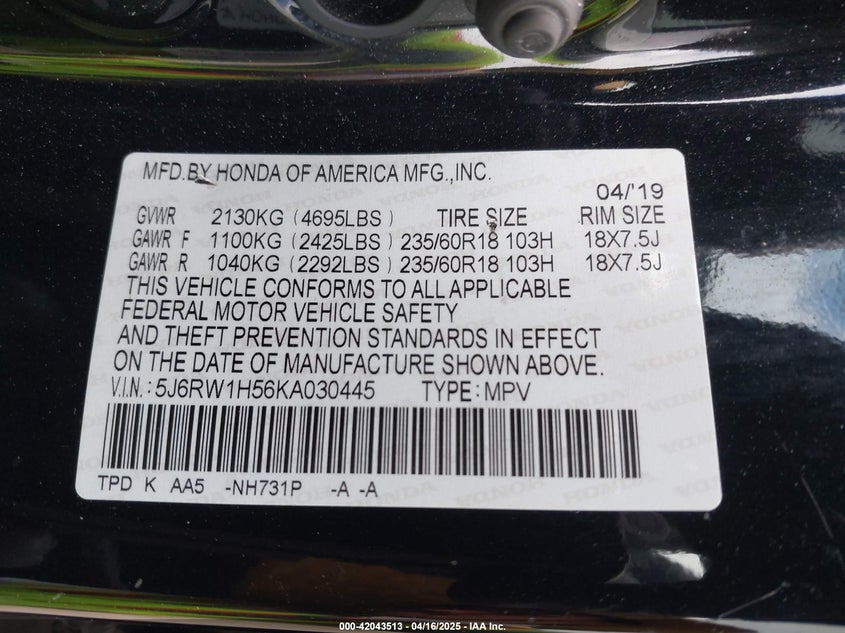 MFD.BY HONDA OF AMERICA MFG.,INC.
04/'19
GVWR 2130KG (4695LBS) TIRE SIZE RIM SIZE
GAWR F 1100KG (2425LBS) 235/60R18 103H 18X7.5J
GAWR R 1040KG (2292LBS) 235/60R18 103H 18X7.5J
THIS VEHICLE CONFORMS TO ALL APPLICABLE
FEDERAL MOTOR VEHICLE SAFETY
AND THEFT PREVENTION STANDARDS IN EFFECT
ON THE DATE OF MANUFACTURE SHOWN ABOVE.
V.I.N.: 5J6RW1H56KA030445 TYPE: MPV
TPD K AA5 -NH731P -A -A
000-42043513 - 04/16/2025 - IAA Inc.